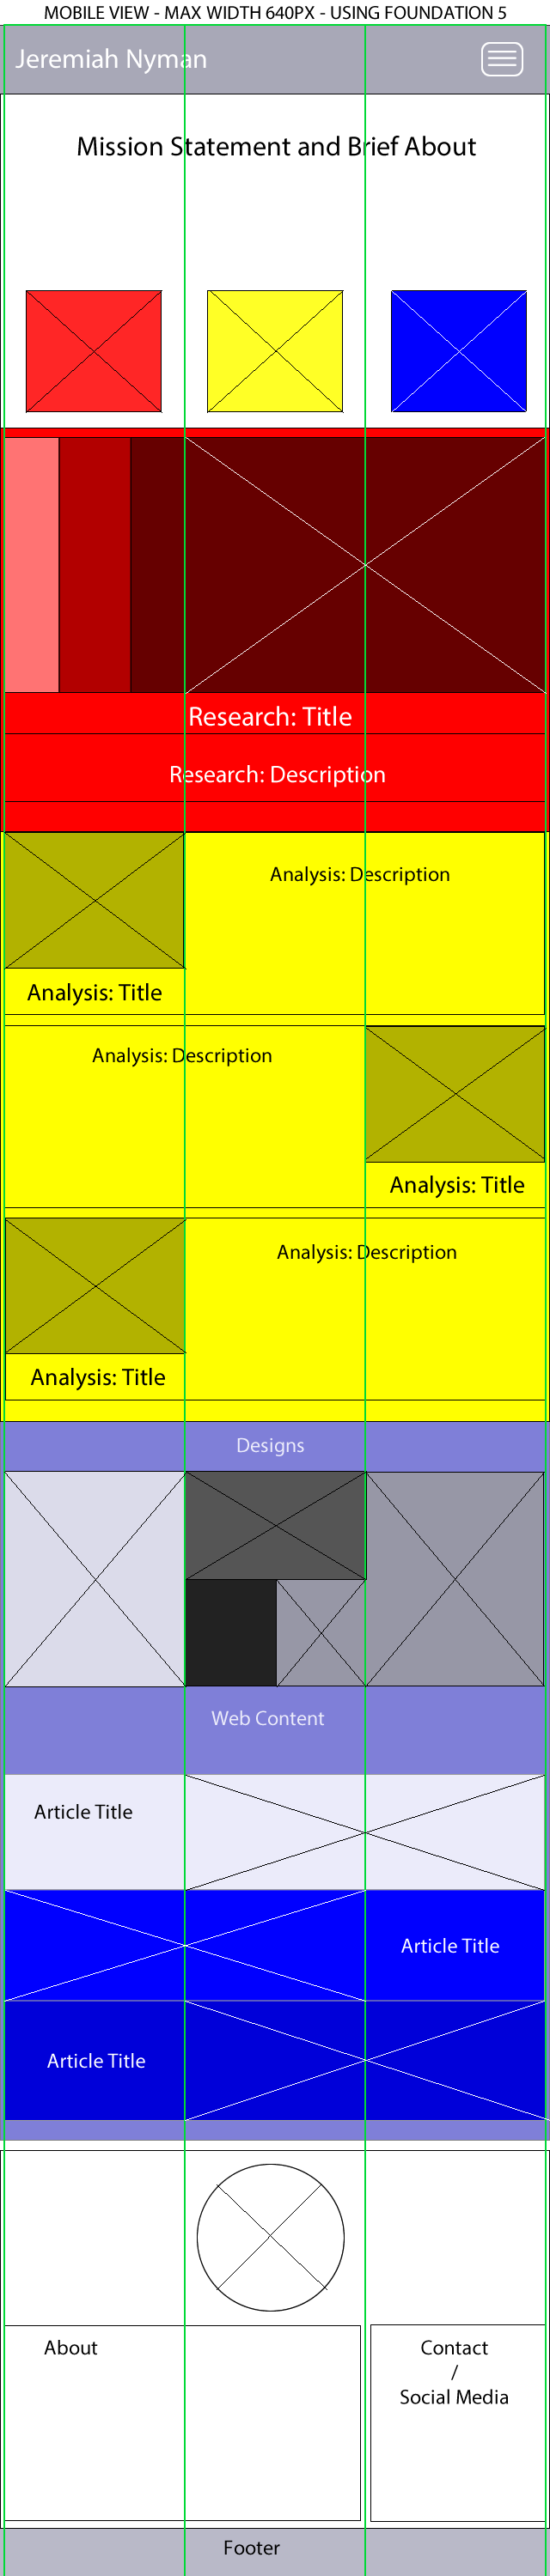 MOBILE VIEW - MAX WIDTH 640PX - USING FOUNDATION 5
Jeremiah Nyman
Mission Statement and Brief About
Research: Title
Research: Description
Analysis: Description
Analysis: Title
Analysis: Description
Analysis: Title
Analysis: Description
Analysis: Title
Designs
Web Content
Article Title
Article Title
Article Title
About
Contact
/
Social Media
Footer